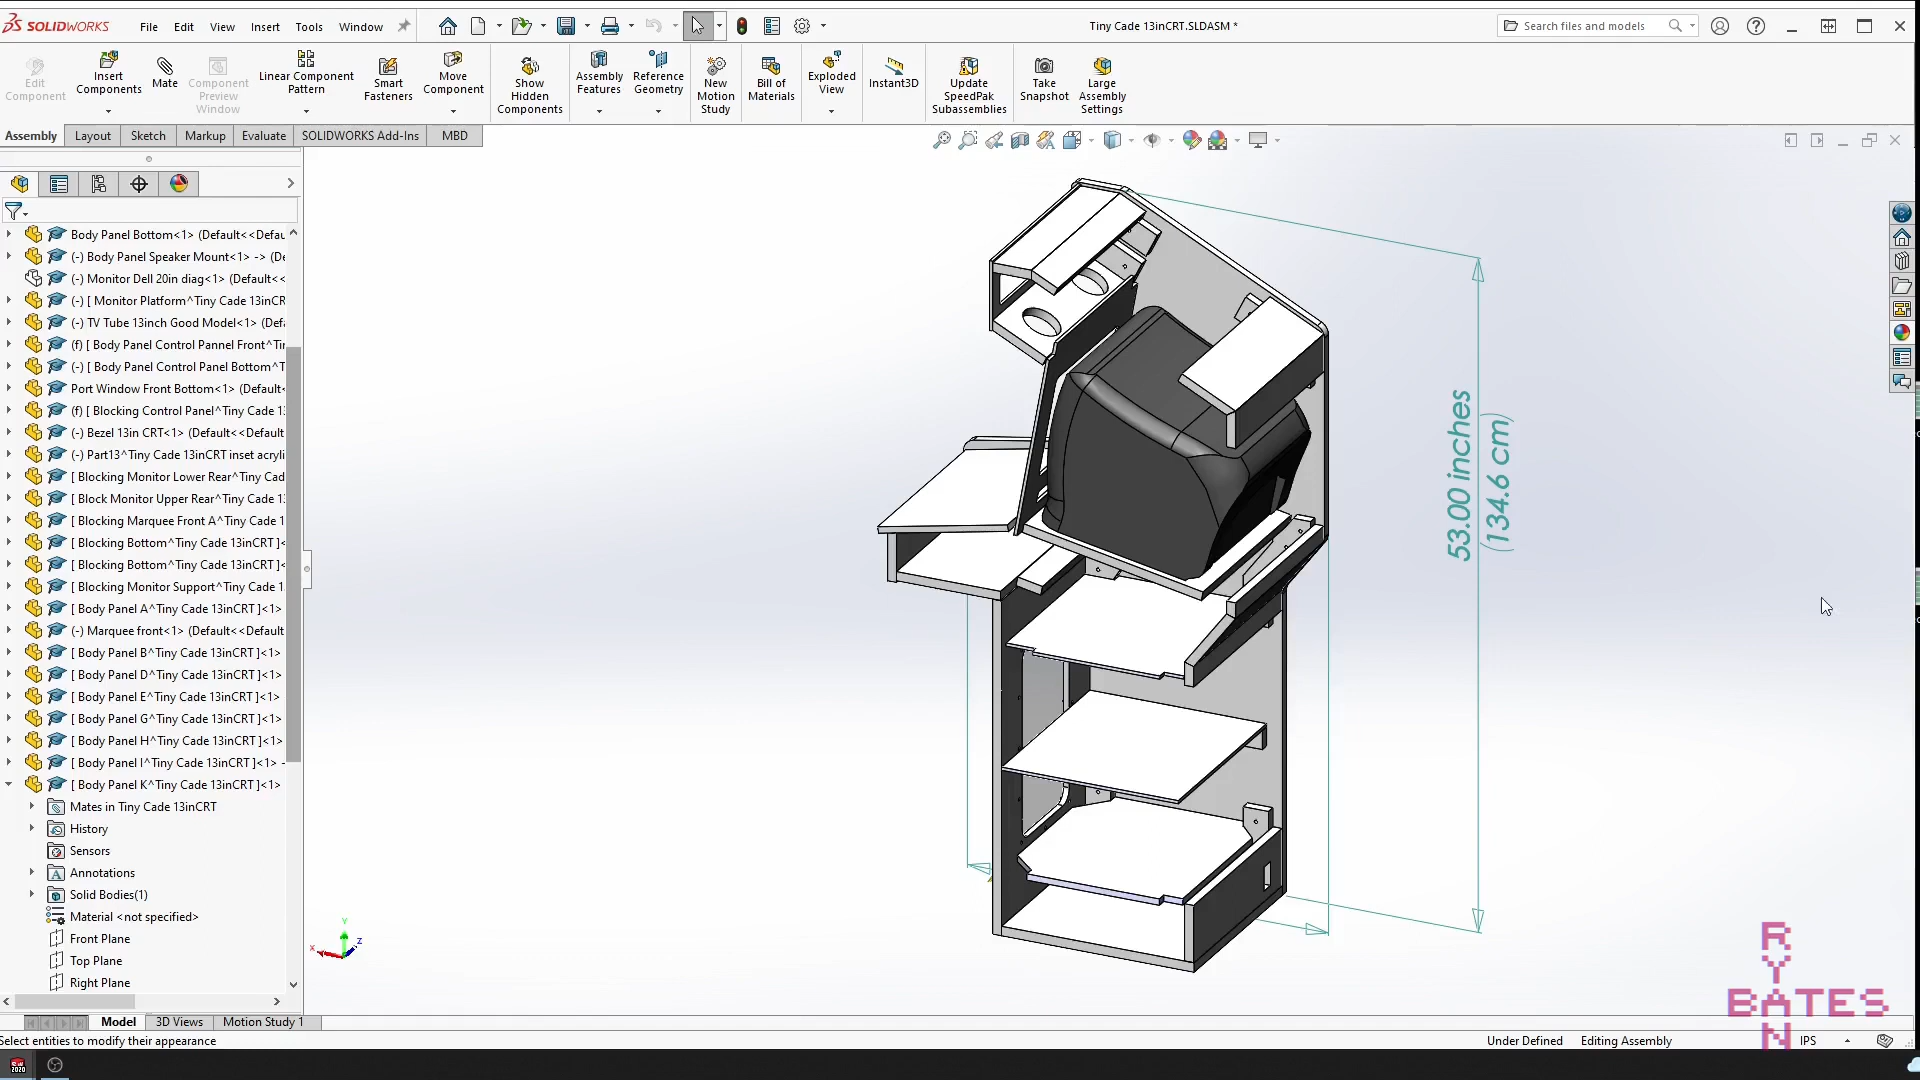 SOLIDWORKS
File Edit View Insert Tools Window
Tiny Cade 13inCRT.SLDASM *
Search files and models
Edit
Component
Insert
Components
Mate
Component
Preview
Window
Linear Component
Pattern
Smart
Fasteners
Move
Component
Show
Hidden
Components
Assembly
Features
Reference
Geometry
New
Motion
Study
Bill of
Materials
Exploded
View
Instant3D
Update
SpeedPak
Subassemblies
Take
Snapshot
Large
Assembly
Settings
Assembly Layout Sketch Markup Evaluate SOLIDWORKS Add-Ins MBD
Body Panel Bottom<1> (Default<<Defau
(-) Body Panel Speaker Mount<1> -> (De
(-) Monitor Dell 20in diag<1> (Default<<
(-) [ Monitor Platform^Tiny Cade 13inCR
(-) TV Tube 13inch Good Model<1> (Defa
(f) [ Body Panel Control Pannel Front^Ti
(-) [ Body Panel Control Panel Bottom^T
Port Window Front Bottom<1> (Default<
(f) [ Blocking Control Panel^Tiny Cade 1
(-) Bezel 13in CRT<1> (Default<<Default
(-) Part13^Tiny Cade 13inCRT inset acryli
[ Blocking Monitor Lower Rear^Tiny Cad
[ Block Monitor Upper Rear^Tiny Cade 1
[ Blocking Marquee Front A^Tiny Cade 1
[ Blocking Bottom^Tiny Cade 13inCRT ]<
[ Blocking Bottom^Tiny Cade 13inCRT ]<
[ Blocking Monitor Support^Tiny Cade 1
[ Body Panel A^Tiny Cade 13inCRT ]<1>
(-) Marquee front<1> (Default<<Default
[ Body Panel B^Tiny Cade 13inCRT ]<1>
[ Body Panel D^Tiny Cade 13inCRT ]<1>
[ Body Panel E^Tiny Cade 13inCRT ]<1>
[ Body Panel G^Tiny Cade 13inCRT ]<1>
[ Body Panel H^Tiny Cade 13inCRT ]<1>
[ Body Panel I^Tiny Cade 13inCRT ]<1> -
[ Body Panel K^Tiny Cade 13inCRT ]<1>
Mates in Tiny Cade 13inCRT
History
Sensors
Annotations
Solid Bodies(1)
Material <not specified>
Front Plane
Top Plane
Right Plane
53.00 inches
(134.6 cm)
Y
X
Z
RYAN
BATES
Model 3D Views Motion Study 1
Select entities to modify their appearance
Under Defined Editing Assembly IPS
SW
2020